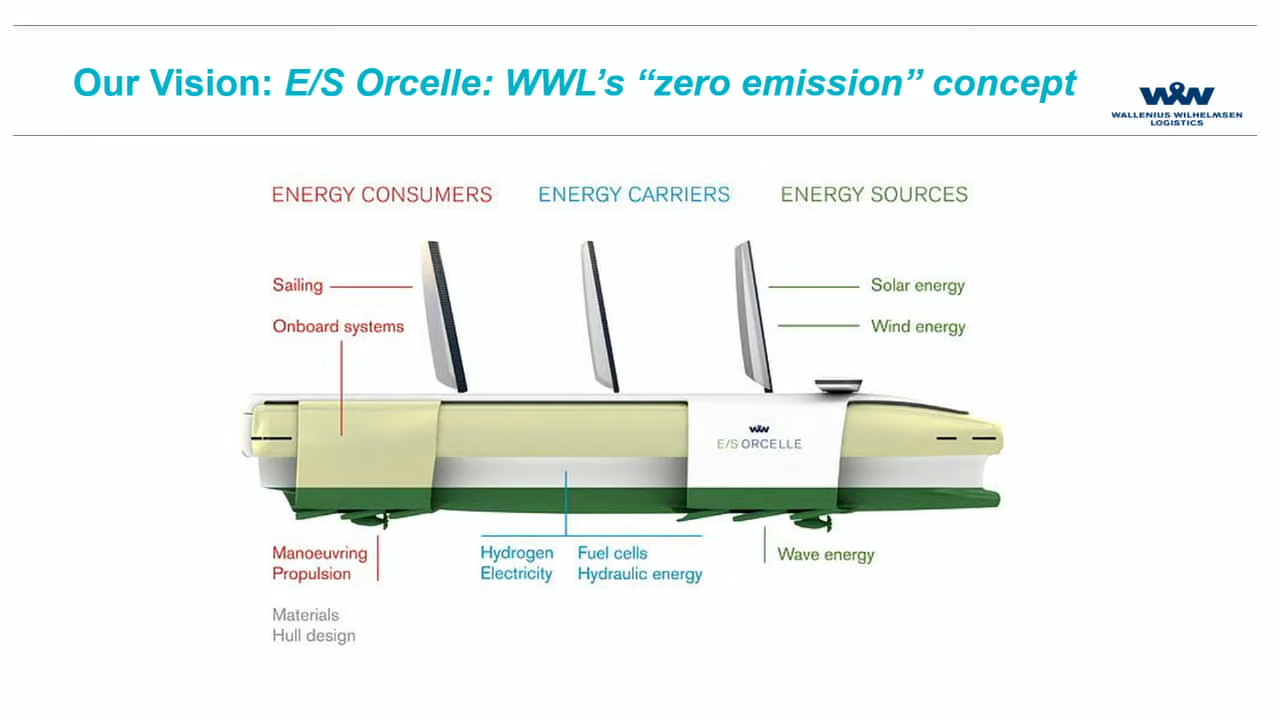 Our Vision: E/S Orcelle: WWL’s “zero emission” concept
WALLENIUS WILHELMSEN
LOGISTICS
ENERGY CONSUMERS
ENERGY CARRIERS
ENERGY SOURCES
Sailing
Onboard systems
Solar energy
Wind energy
E/S ORCELLE
Manoeuvring
Propulsion
Hydrogen
Electricity
Fuel cells
Hydraulic energy
Wave energy
Materials
Hull design